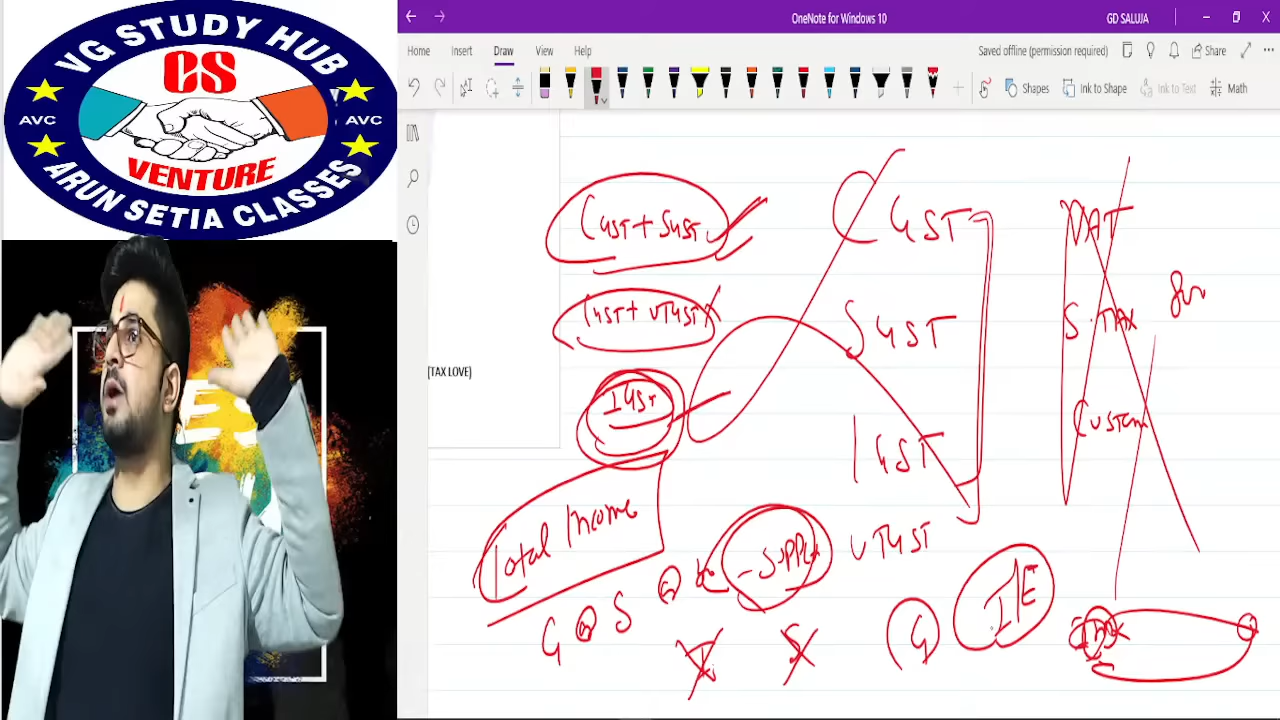 VG STUDY HUB
CS
AVC
AVC
VENTURE
ARUN SETIA CLASSES
OneNote for Windows 10
GD SALUJA
Home Insert Draw View Help
Saved offline (permission required)
Share
Shapes
Ink to Shape
Ink to Text
Math
(TAX LOVE)
CGST + SGST
CGST + UTGST
IGST
Total Income
CGST
SGST
IGST
UTGST
VAT
S. TAX
Custom
SUPPLY
G or S
G
I/E